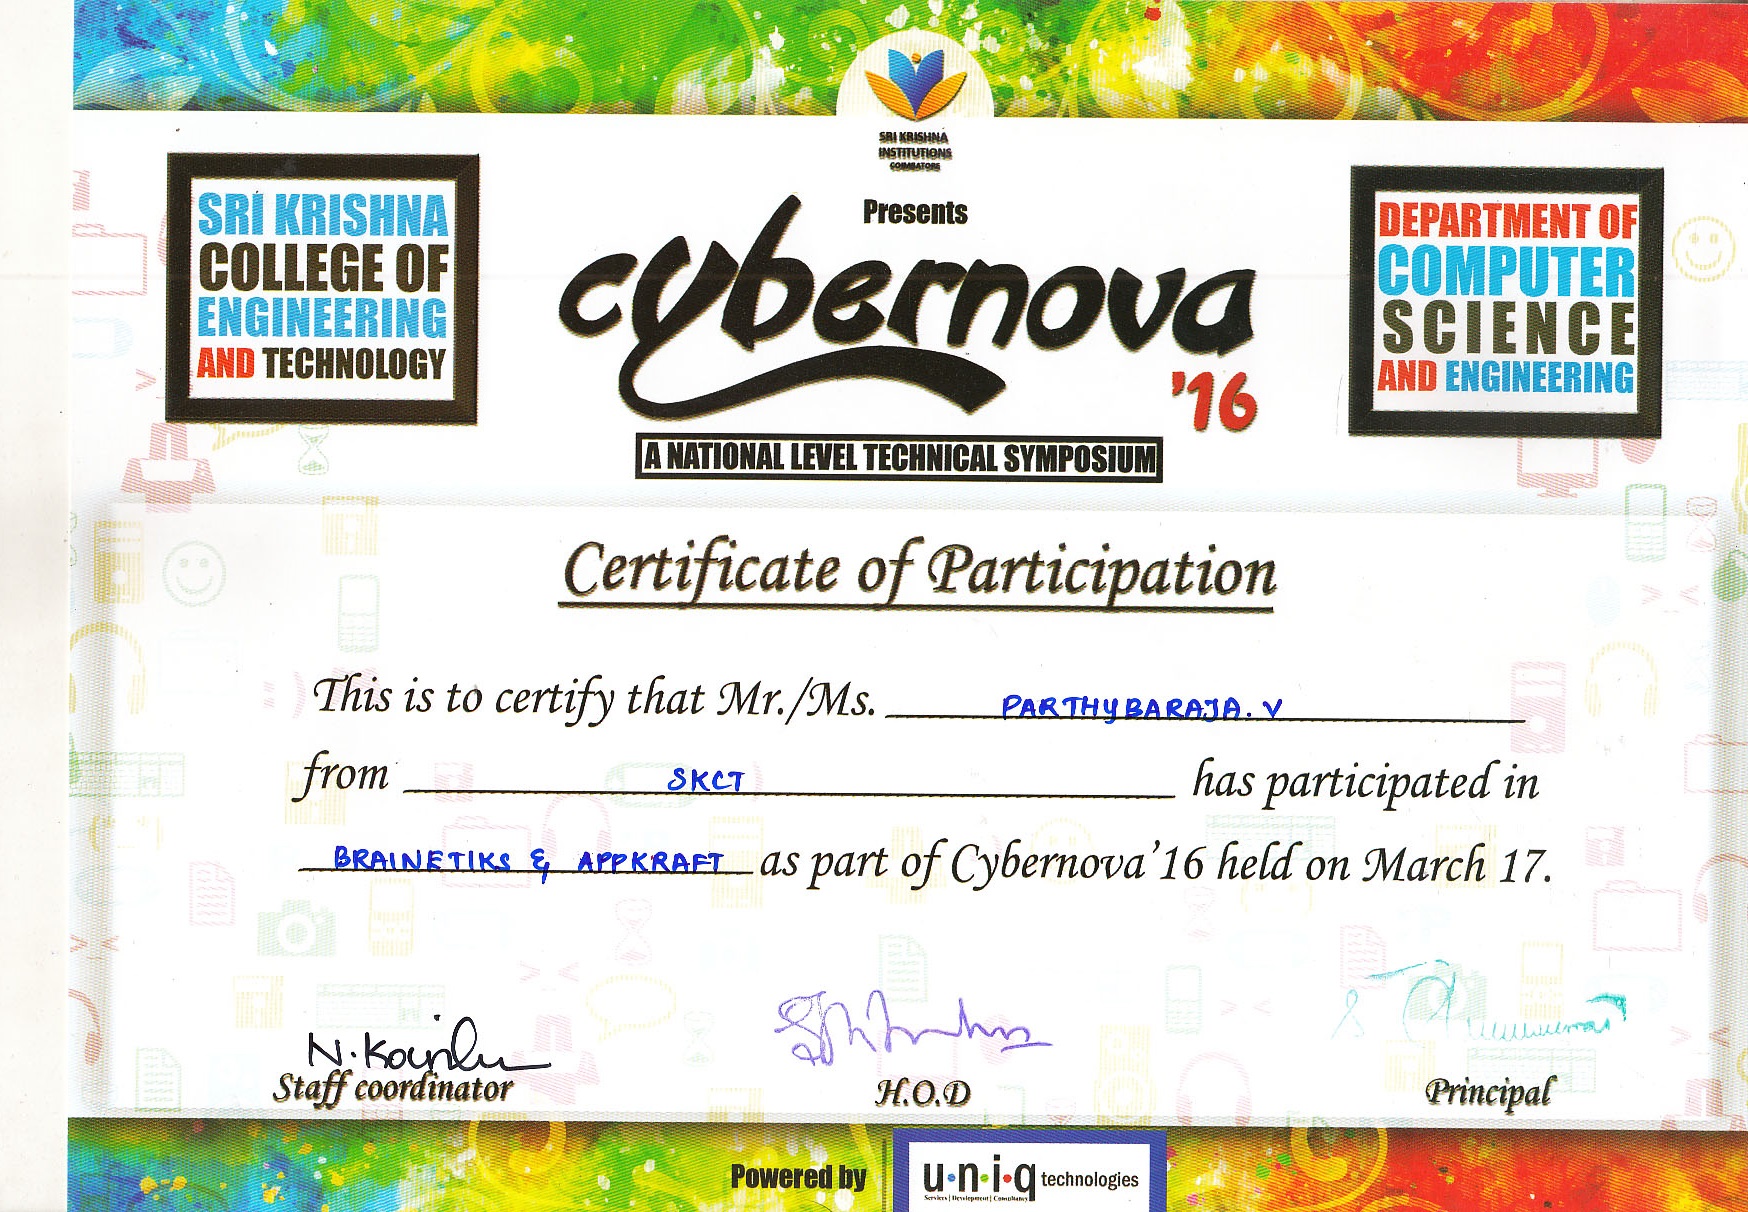 SRI KRISHNA
INSTITUTIONS
COIMBATORE
SRI KRISHNA
COLLEGE OF
ENGINEERING
AND TECHNOLOGY
Presents
cybernova
'16
A NATIONAL LEVEL TECHNICAL SYMPOSIUM
DEPARTMENT OF
COMPUTER
SCIENCE
AND ENGINEERING
Certificate of Participation
This is to certify that Mr./Ms. PARTHYBARAJA. V
from SKCT has participated in
BRAINETIKS & APPKRAFT as part of Cybernova'16 held on March 17.
Staff coordinator
H.O.D
Principal
Powered by
u·n·i·q technologies
Services | Development | Consultancy